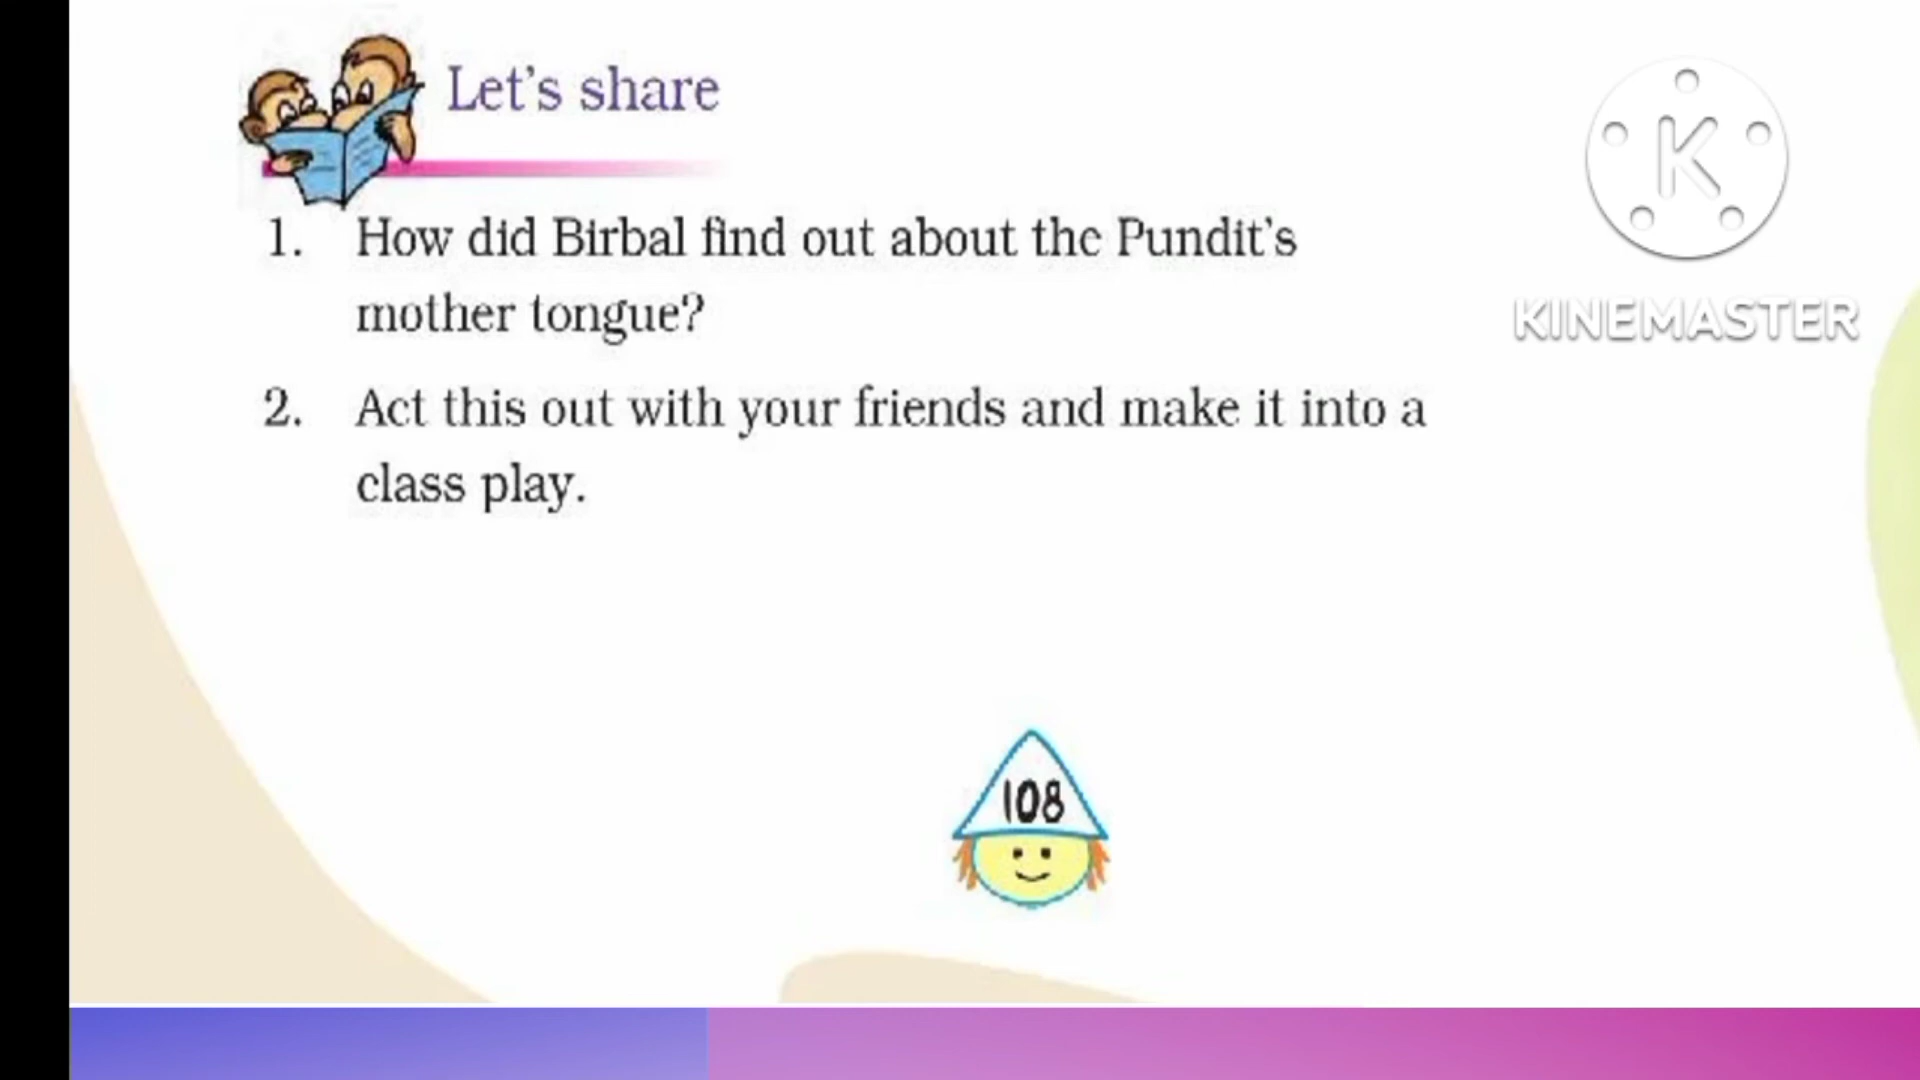 Let's share
1. How did Birbal find out about the Pundit's
mother tongue?
2. Act this out with your friends and make it into a
class play.
108
K
KINEMASTER